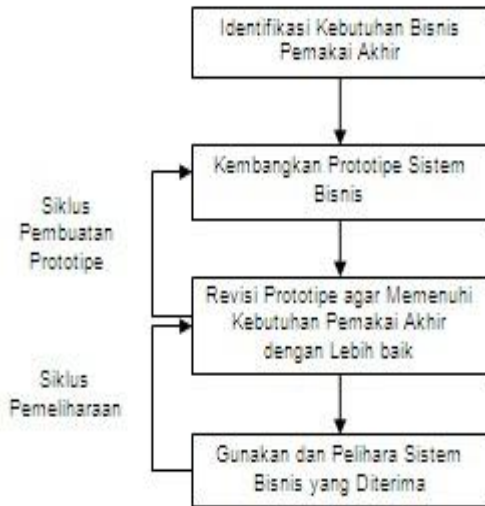 Identifikasi Kebutuhan Bisnis
Pemakai Akhir
Kembangkan Prototipe Sistem
Bisnis
Siklus
Pembuatan
Prototipe
Revisi Prototipe agar Memenuhi
Kebutuhan Pemakai Akhir
dengan Lebih baik
Siklus
Pemeliharaan
Gunakan dan Pelihara Sistem
Bisnis yang Diterima